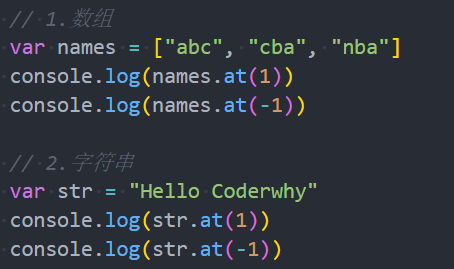 // 1.数组
var names = ["abc", "cba", "nba"]
console.log(names.at(1))
console.log(names.at(-1))
// 2.字符串
var str = "Hello Coderwhy"
console.log(str.at(1))
console.log(str.at(-1))